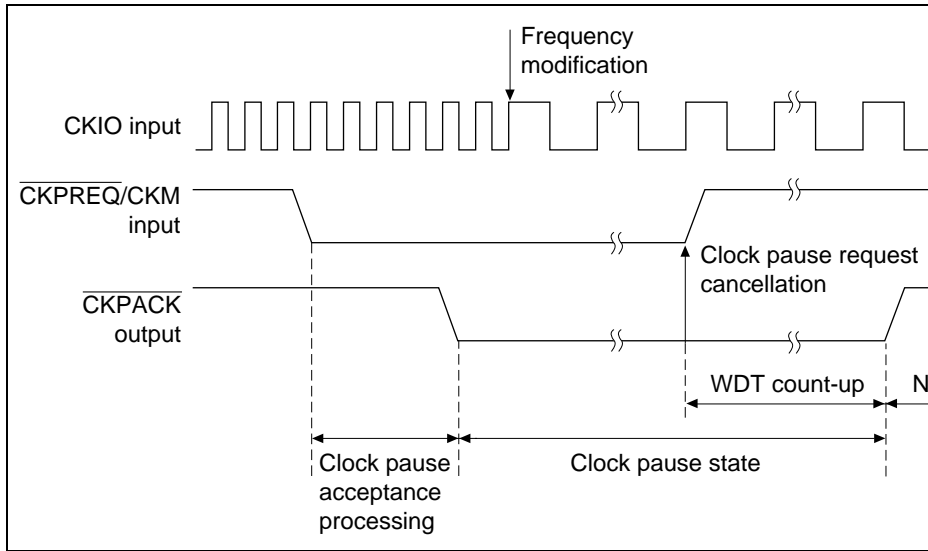 Frequency
modification
CKIO input
CKPREQ/CKM
input
Clock pause request
cancellation
CKPACK
output
WDT count-up
N
Clock pause
acceptance
processing
Clock pause state